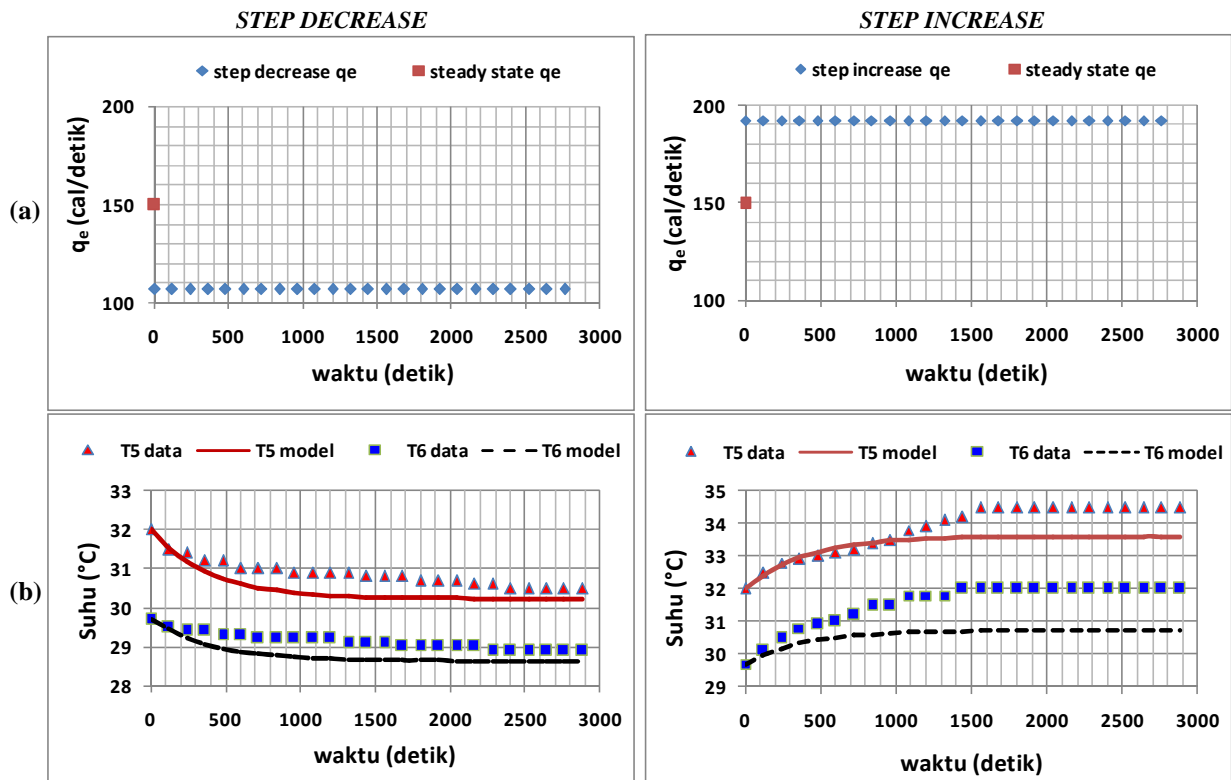 STEP DECREASE
STEP INCREASE
(a)
step decrease qe
steady state qe
200
150
100
qe (cal/detik)
0 500 1000 1500 2000 2500 3000
waktu (detik)
step increase qe
steady state qe
200
150
100
qe (cal/detik)
0 500 1000 1500 2000 2500 3000
waktu (detik)
(b)
T5 data T5 model T6 data T6 model
33
32
31
30
29
28
Suhu (°C)
0 500 1000 1500 2000 2500 3000
waktu (detik)
T5 data T5 model T6 data T6 model
35
34
33
32
31
30
29
Suhu (°C)
0 500 1000 1500 2000 2500 3000
waktu (detik)